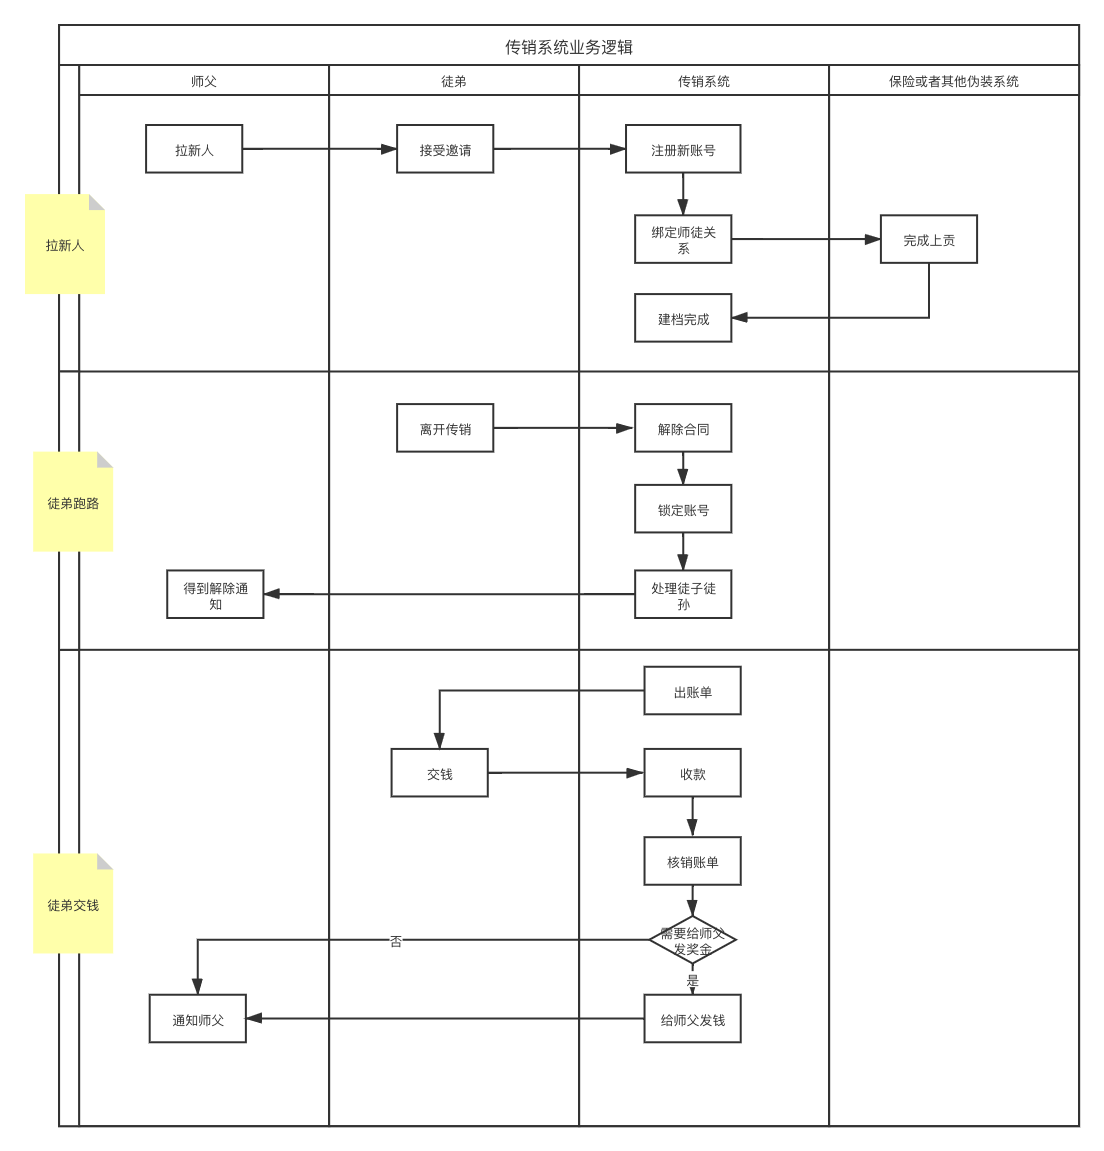 传销系统业务逻辑
师父
徒弟
传销系统
保险或者其他伪装系统
拉新人
接受邀请
注册新账号
拉新人
绑定师徒关
系
完成上贡
建档完成
离开传销
解除合同
徒弟跑路
锁定账号
得到解除通
知
处理徒子徒
孙
出账单
交钱
收款
核销账单
徒弟交钱
需要给师父
发奖金
否
是
通知师父
给师父发钱